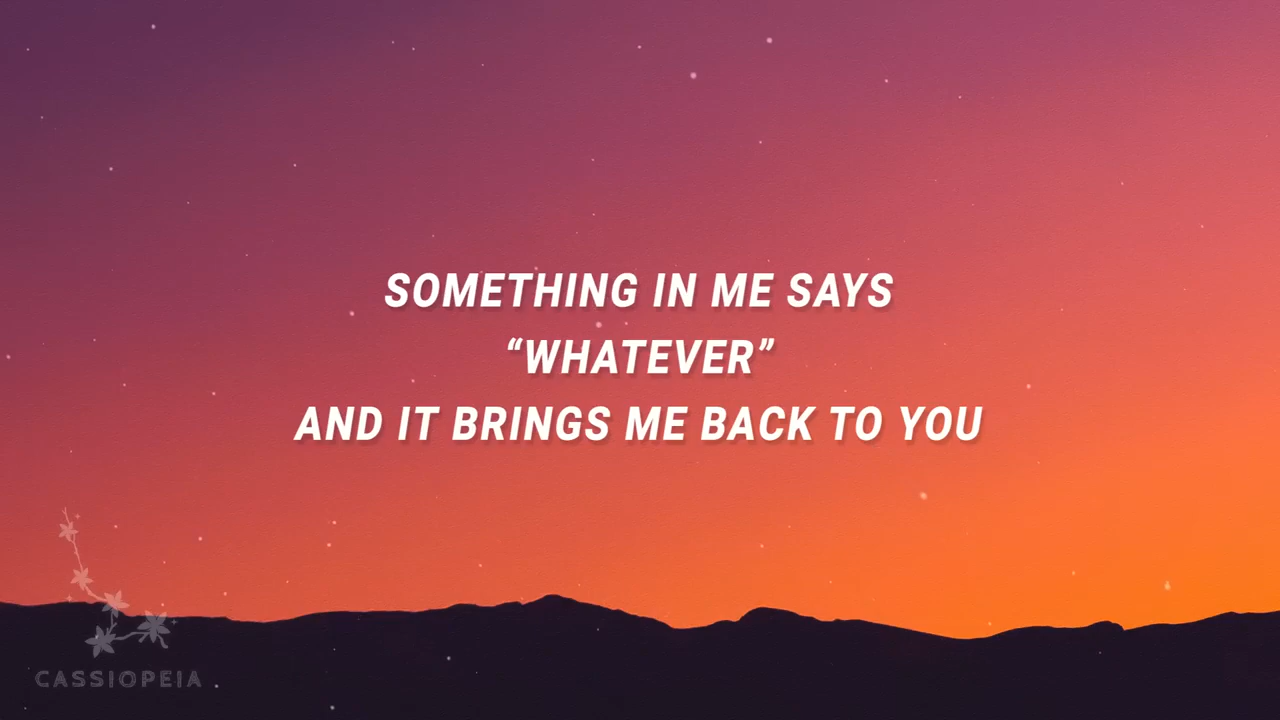 SOMETHING IN ME SAYS
“WHATEVER”
AND IT BRINGS ME BACK TO YOU
CASSIOPEIA